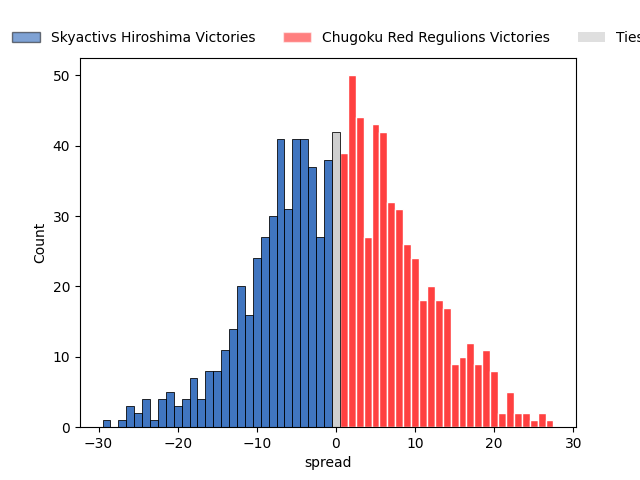 Skyactivs Hiroshima Victories Chugoku Red Regulions Victories Ties
50
40
30
20
10
0
Count
−30 −20 −10 0 10 20 30
spread